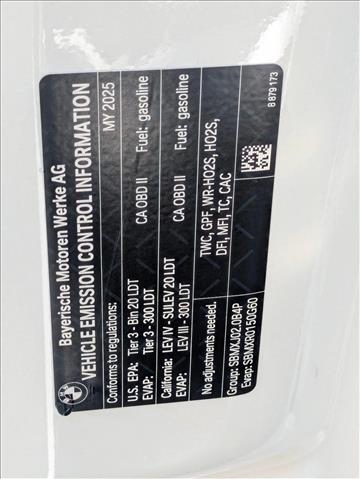 BMW
Bayerische Motoren Werke AG
VEHICLE EMISSION CONTROL INFORMATION
Conforms to regulations: MY 2025
U.S. EPA: Tier 3 - Bin 20 LDT CA OBD II Fuel: gasoline
EVAP: Tier 3 - 300 LDT
California: LEV IV - SULEV 20 LDT CA OBD II Fuel: gasoline
EVAP: LEV III - 300 LDT
No adjustments needed. TWC, GPF, WR-HO2S, HO2S,
DFI, MFI, TC, CAC
Group: SBMXJ02.0B4P
Evap: SBMXR0150G60
8 879 173